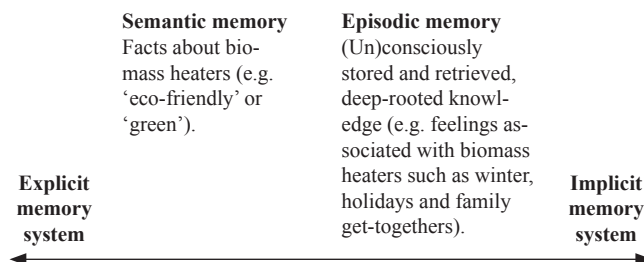 Semantic memory
Facts about bio-
mass heaters (e.g.
‘eco-friendly’ or
‘green’).
Episodic memory
(Un)consciously
stored and retrieved,
deep-rooted knowl-
edge (e.g. feelings as-
sociated with biomass
heaters such as winter,
holidays and family
get-togethers).
Explicit
memory
system
Implicit
memory
system